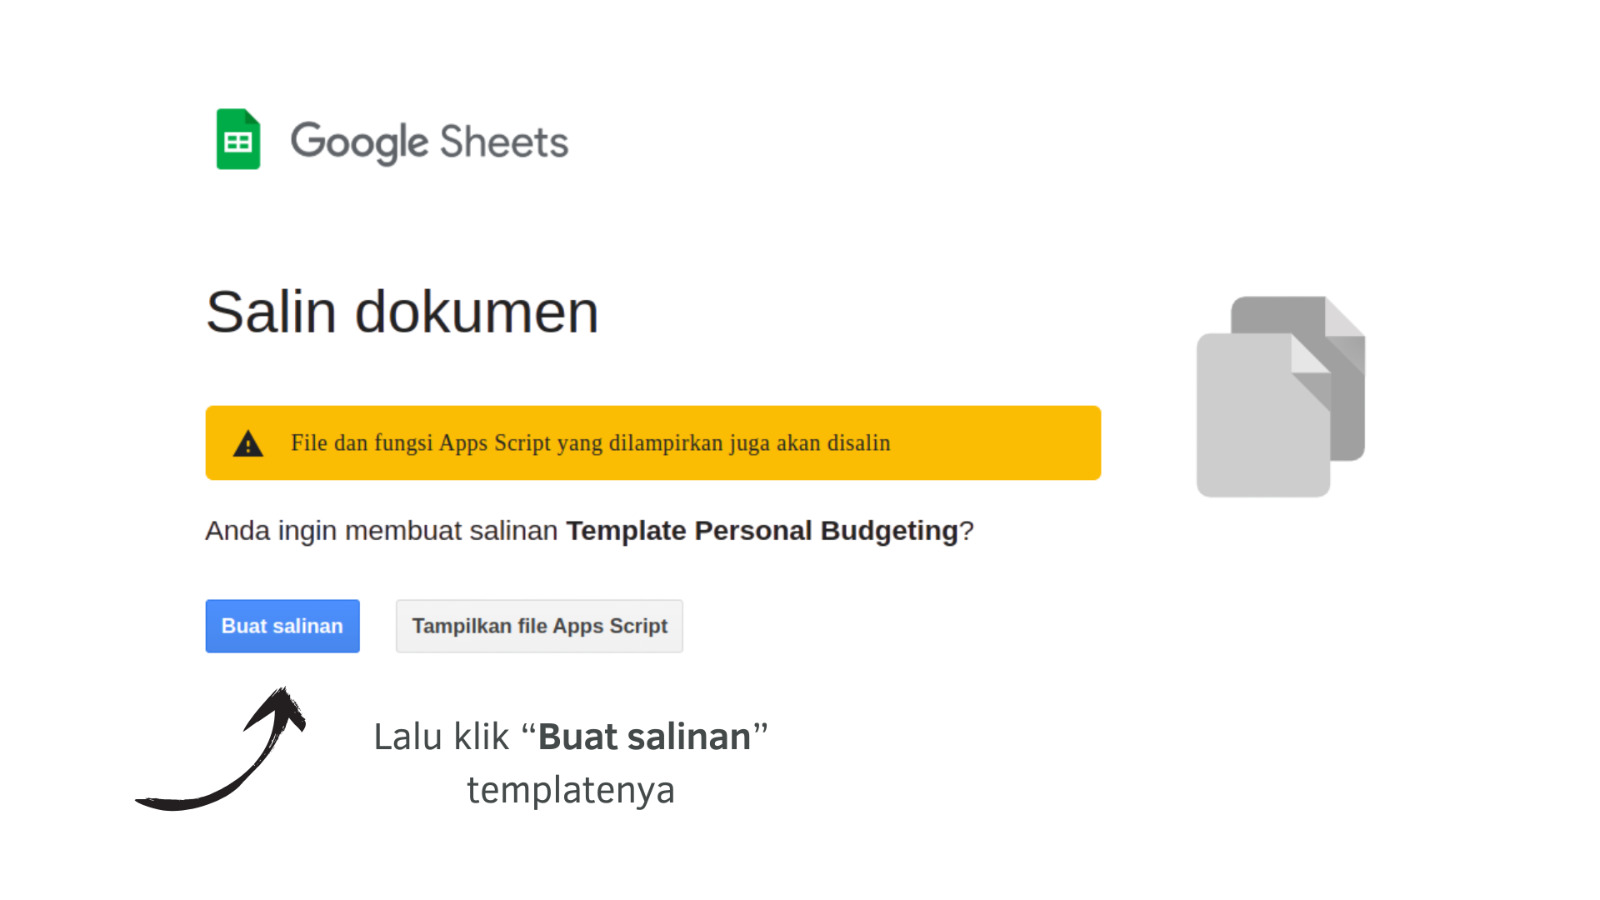 Google Sheets
Salin dokumen
File dan fungsi Apps Script yang dilampirkan juga akan disalin
Anda ingin membuat salinan Template Personal Budgeting?
Buat salinan
Tampilkan file Apps Script
Lalu klik “Buat salinan”
templatenya